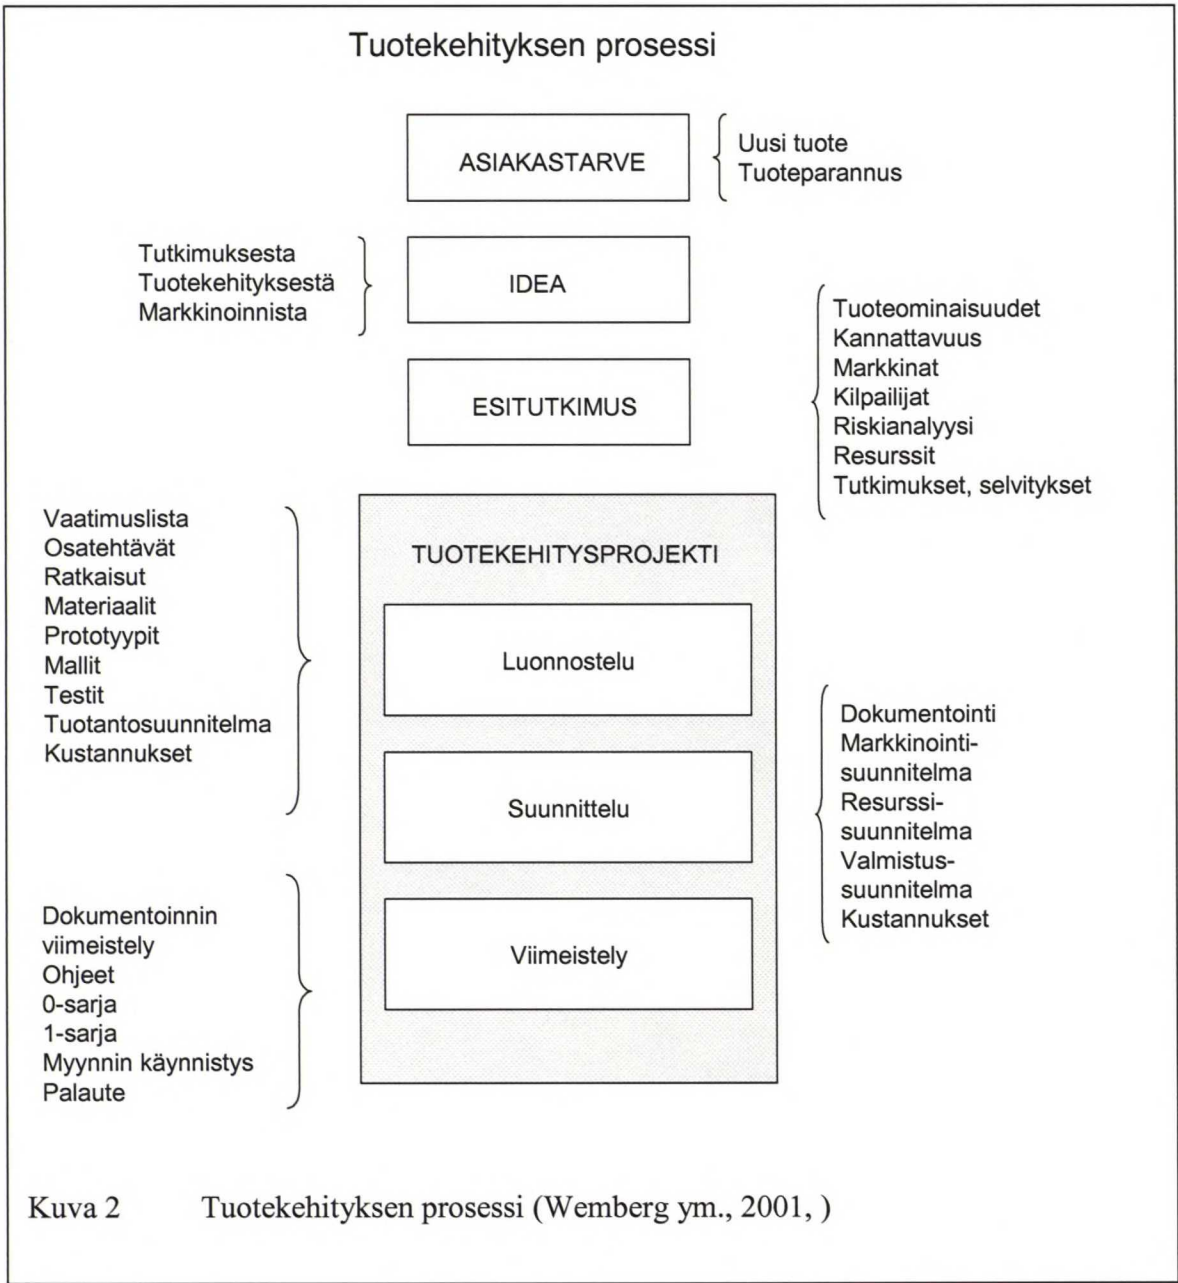 Tuotekehityksen prosessi
ASIAKASTARVE
Uusi tuote
Tuoteparannus
Tutkimuksesta
Tuotekehityksestä
Markkinoinnista
IDEA
ESITUTKIMUS
Tuoteominaisuudet
Kannattavuus
Markkinat
Kilpailijat
Riskianalyysi
Resurssit
Tutkimukset, selvitykset
TUOTEKEHITYSPROJEKTI
Vaatimuslista
Osatehtävät
Ratkaisut
Materiaalit
Prototyypit
Mallit
Testit
Tuotantosuunnitelma
Kustannukset
Luonnostelu
Suunnittelu
Dokumentointi
Markkinointi-
suunnitelma
Resurssi-
suunnitelma
Valmistus-
suunnitelma
Kustannukset
Dokumentoinnin
viimeistely
Ohjeet
0-sarja
1-sarja
Myynnin käynnistys
Palaute
Viimeistely
Kuva 2 Tuotekehityksen prosessi (Wemberg ym., 2001, )